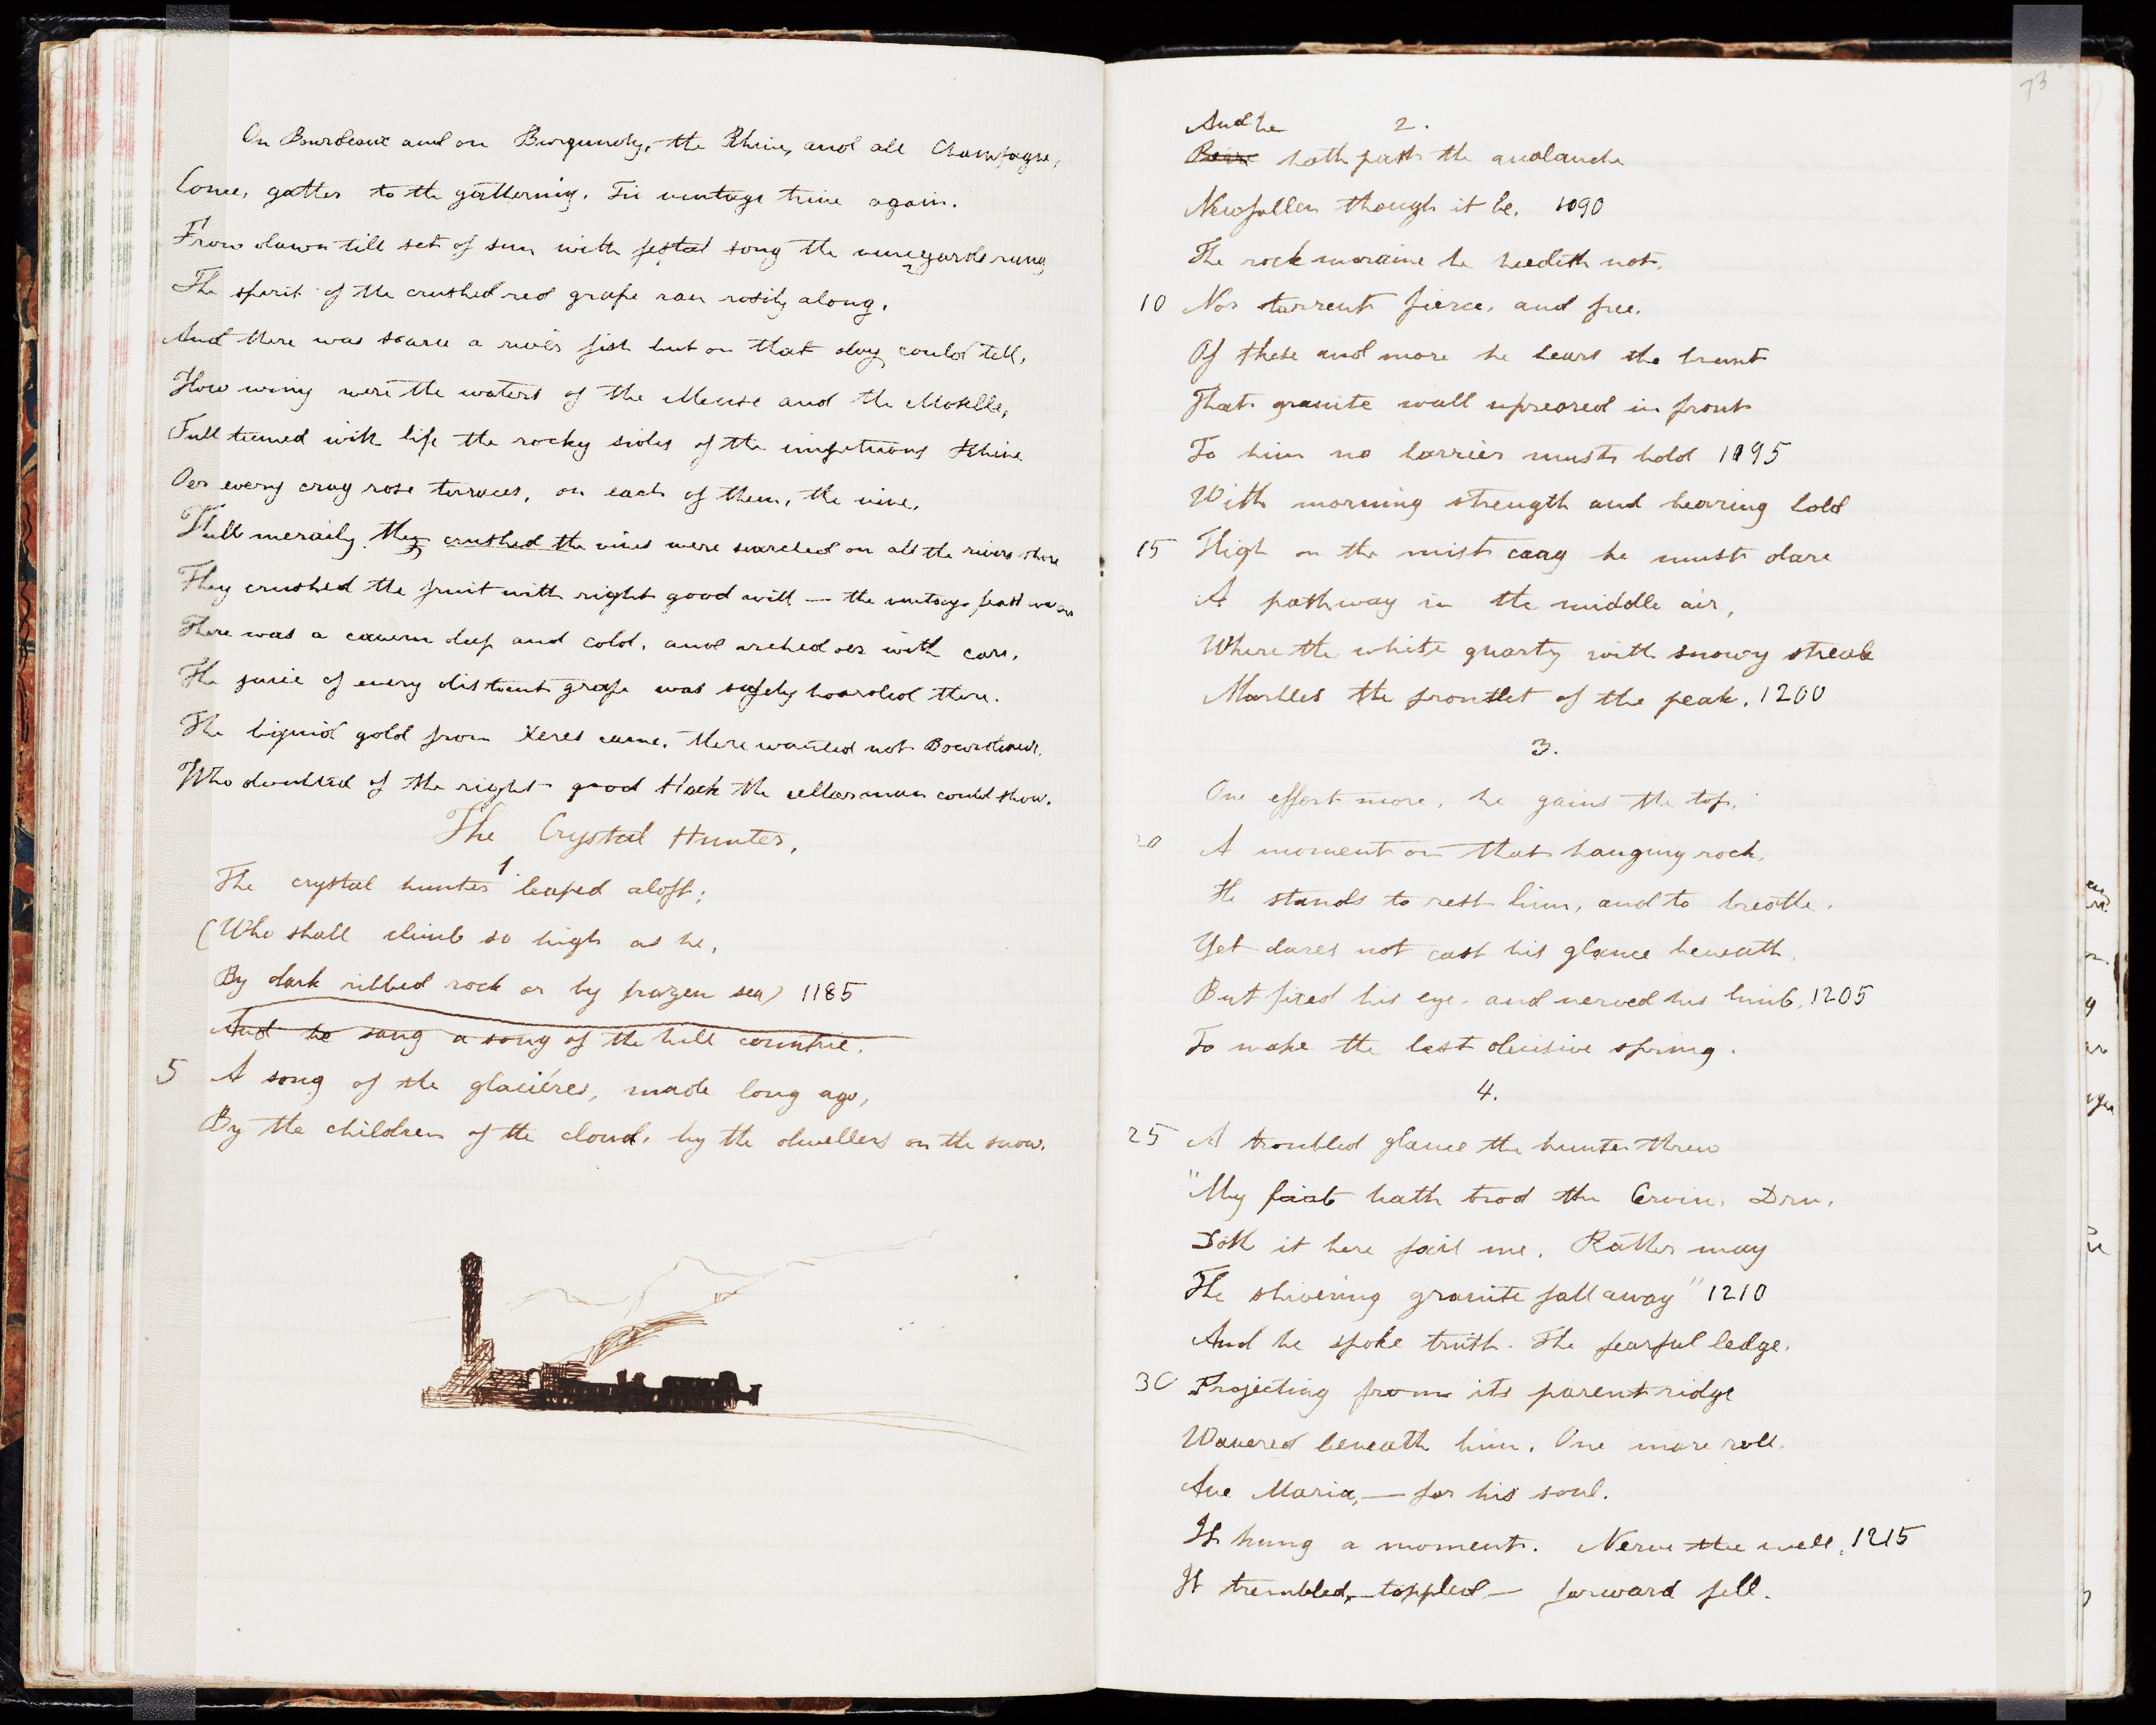 On Bourdeaux and on Burgundy, the Rhine, and all Champagne,
Come, gather to the gathering. Tis vintage time again.
From dawn till set of sun with festal song the vineyards rung
The spirit of the crushed red grape ran rosily along.
And there was scarce a river fish but on that day could tell,
How winy were the waters of the Meuse and the Moselle,
Full teemed with life the rocky sides of the impetuous Rhine
Oer every crag rose terraces, on each of them, the vine.
Full meraily they crushed the vines were searched on all the rivers shore
They crushed the fruit with right good will — the vintage feast
There was a cavern deep and cold, and arched oer with care.
The juice of every distant grape was safely hoarded there.
The liquid gold from Xeres came, there wanted not Bourdeaux.
Who doubted of the right good Hock the cellarman could show.
The Crystal Hunter.
1
The crystal hunter leaped aloft;
(Who shall climb so high as he,
By dark ribbed rock or by frozen sea) 1185
And he sang a song of the hill countrie.
5 A song of the glaciéres, made long ago,
By the children of the cloud, by the dwellers on the snow.
73
And he 2.
hath past the avalanche
Newfallen though it be. 1090
The rock moraine he heedeth not,
10 Nor torrent fierce, and free.
Of these and more he bears the brunt
That granite wall upreared in front
To him no barrier must hold 1195
With morning strength and bearing bold
15 High on the mist crag he must dare
A pathway in the middle air,
Where the white quartz with snowy streak
Marbles the frontlet of the peak. 1200
3.
One effort more, he gains the top,
20 A moment on that hanging rock,
He stands to rest him, and to breathe.
Yet dares not cast his glance beneath,
But fixed his eye, and nerved his limb, 1205
To make the last decisive spring.
4.
25 A troubled glance the hunter threw
"My foot hath trod the Crein, Dru,
Doth it here fail me. Rather may
The shivering granite fall away" 1210
And he spoke truth. The fearful ledge,
30 Projecting from its parent ridge
Wavered beneath him. One more roll.
Ave Maria, — for his soul.
It hung a moment. Nerve thee well, 1215
It trembled, — toppled — forward fell.